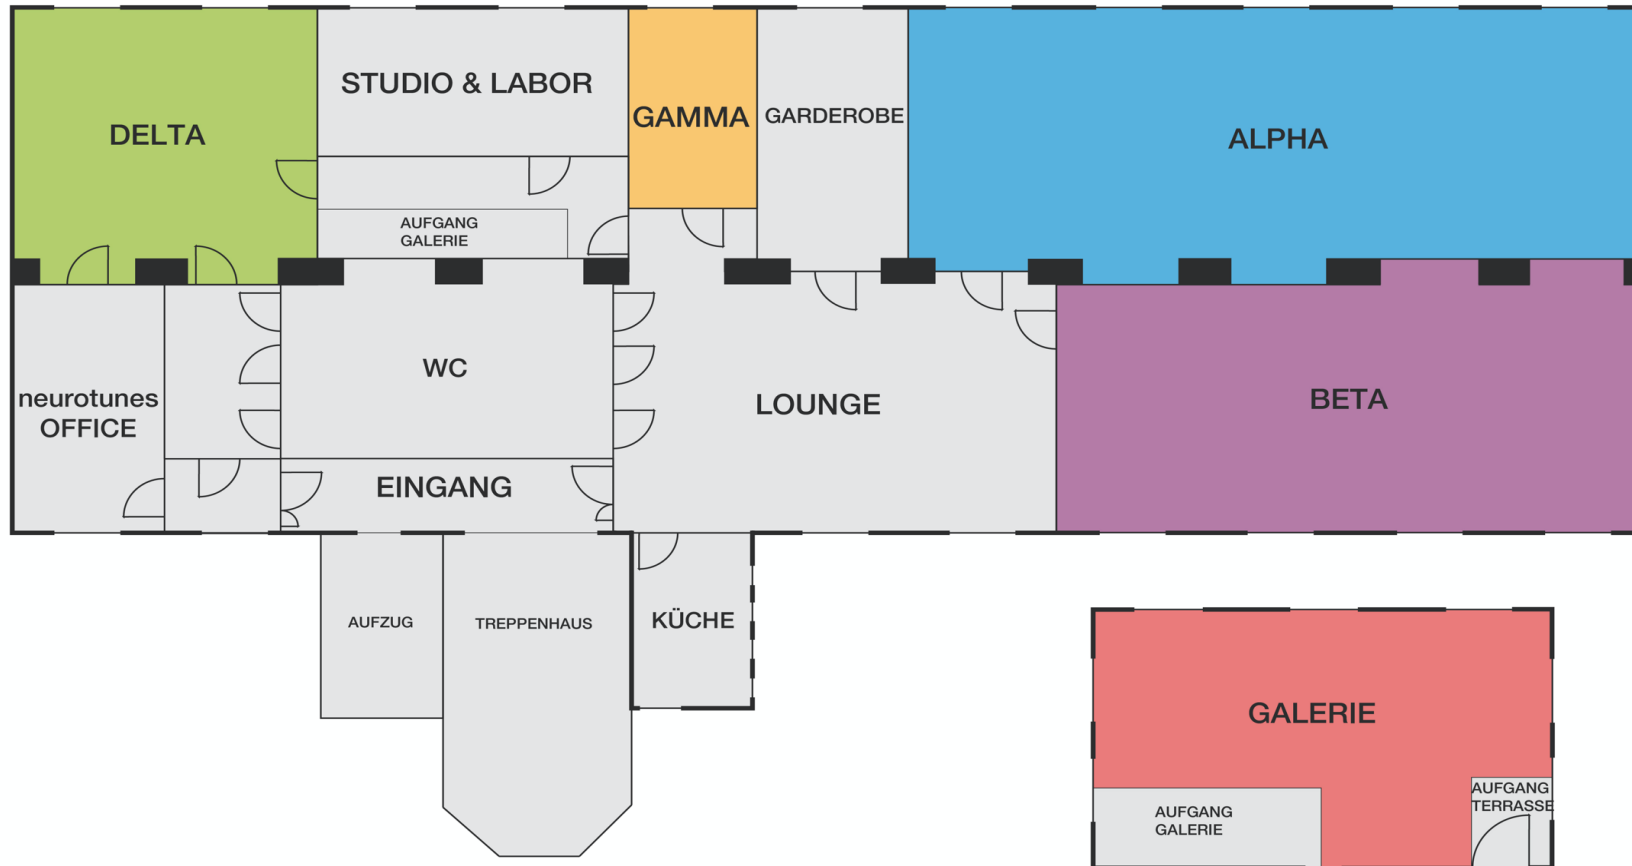 DELTA
STUDIO & LABOR
GAMMA
GARDEROBE
ALPHA
AUFGANG
GALERIE
neurotunes
OFFICE
WC
LOUNGE
BETA
EINGANG
AUFZUG
TREPPENHAUS
KÜCHE
GALERIE
AUFGANG
GALERIE
AUFGANG
TERRASSE